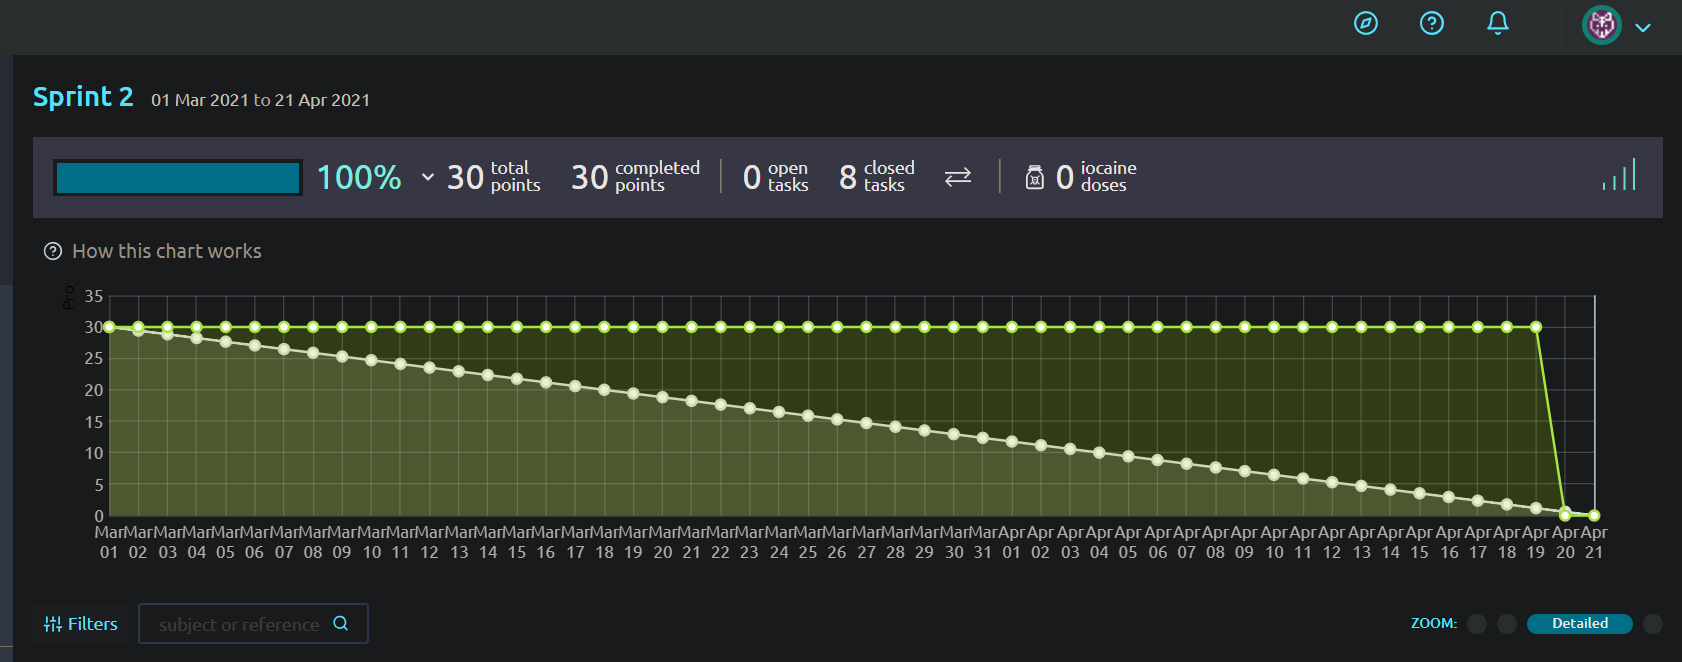 Sprint 2 01 Mar 2021 to 21 Apr 2021
100% 30 total points 30 completed points 0 open tasks 8 closed tasks 0 iocaine doses
How this chart works
35
30
25
20
15
10
5
0
Mar Mar Mar Mar Mar Mar Mar Mar Mar Mar Mar Mar Mar Mar Mar Mar Mar Mar Mar Mar Mar Mar Mar Mar Mar Mar Mar Mar Mar Mar Mar Apr Apr Apr Apr Apr Apr Apr Apr Apr Apr Apr Apr Apr Apr Apr Apr Apr Apr Apr Apr Apr
01 02 03 04 05 06 07 08 09 10 11 12 13 14 15 16 17 18 19 20 21 22 23 24 25 26 27 28 29 30 31 01 02 03 04 05 06 07 08 09 10 11 12 13 14 15 16 17 18 19 20 21
Filters subject or reference ZOOM: Detailed